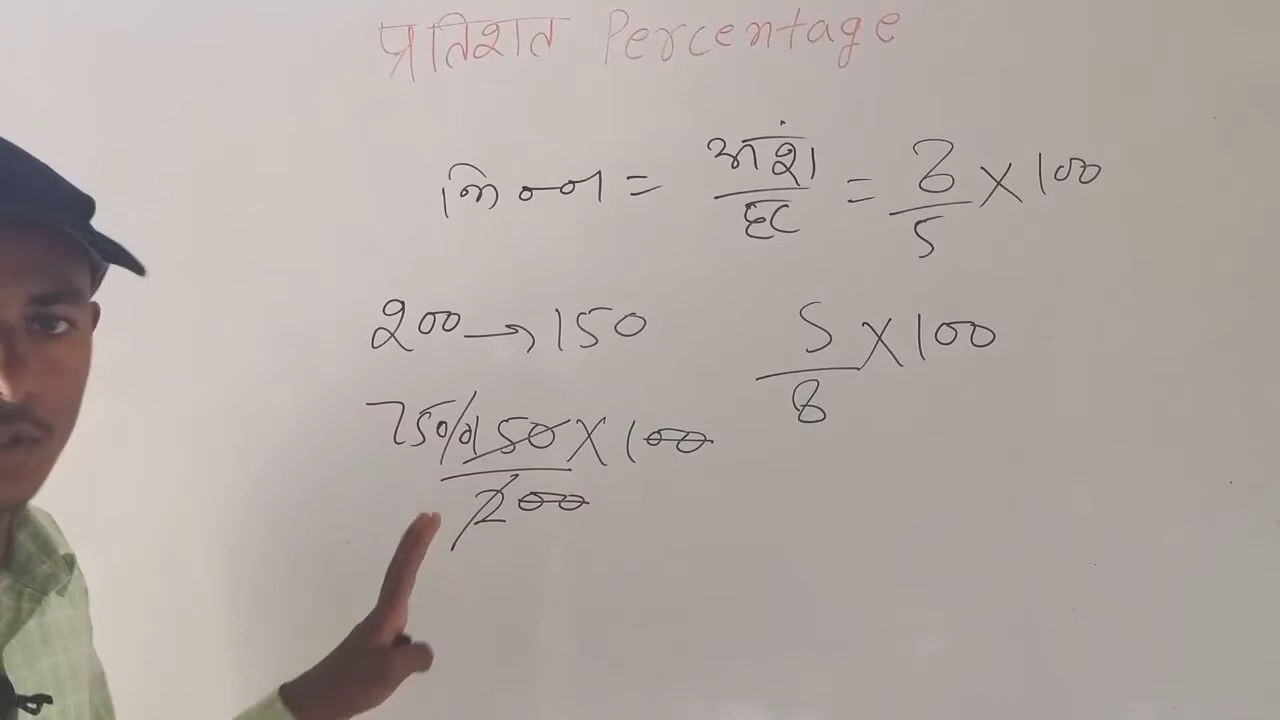 प्रतिशत Percentage
भिन्न = अंश/हर = 3/5 × 100
200 → 150
5/8 × 100
75% 150/200 × 100